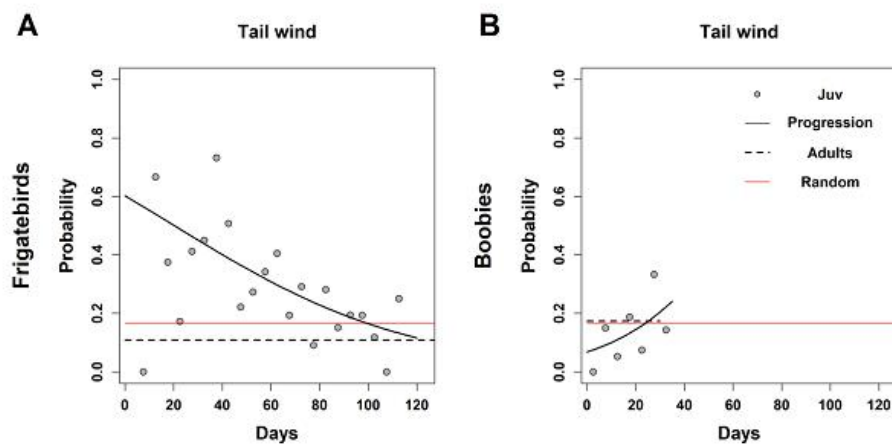 A
Tail wind
Frigatebirds
Probability
1.0
0.8
0.6
0.4
0.2
0.0
0 20 40 60 80 100 120
Days
B
Tail wind
Boobies
Probability
1.0
0.8
0.6
0.4
0.2
0.0
Juv
Progression
Adults
Random
0 20 40 60 80 100 120
Days